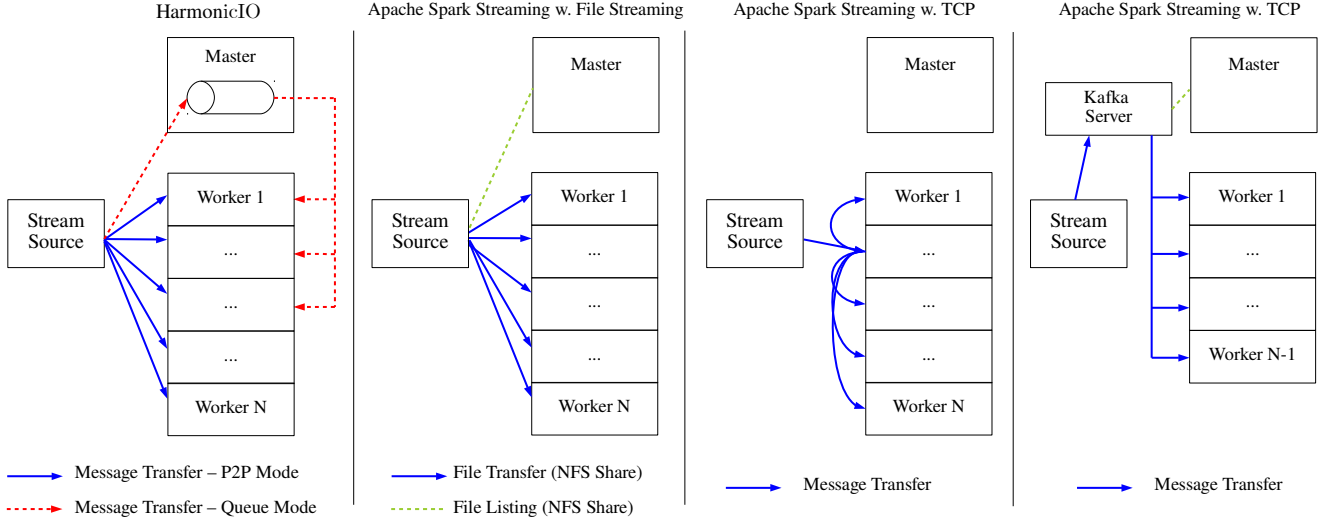 HarmonicIO
Master
Stream
Source
Worker 1
...
...
...
Worker N
Message Transfer – P2P Mode
Message Transfer – Queue Mode
Apache Spark Streaming w. File Streaming
Master
Stream
Source
Worker 1
...
...
...
Worker N
File Transfer (NFS Share)
File Listing (NFS Share)
Apache Spark Streaming w. TCP
Master
Stream
Source
Worker 1
...
...
...
Worker N
Message Transfer
Apache Spark Streaming w. TCP
Master
Kafka
Server
Stream
Source
Worker 1
...
...
Worker N-1
Message Transfer